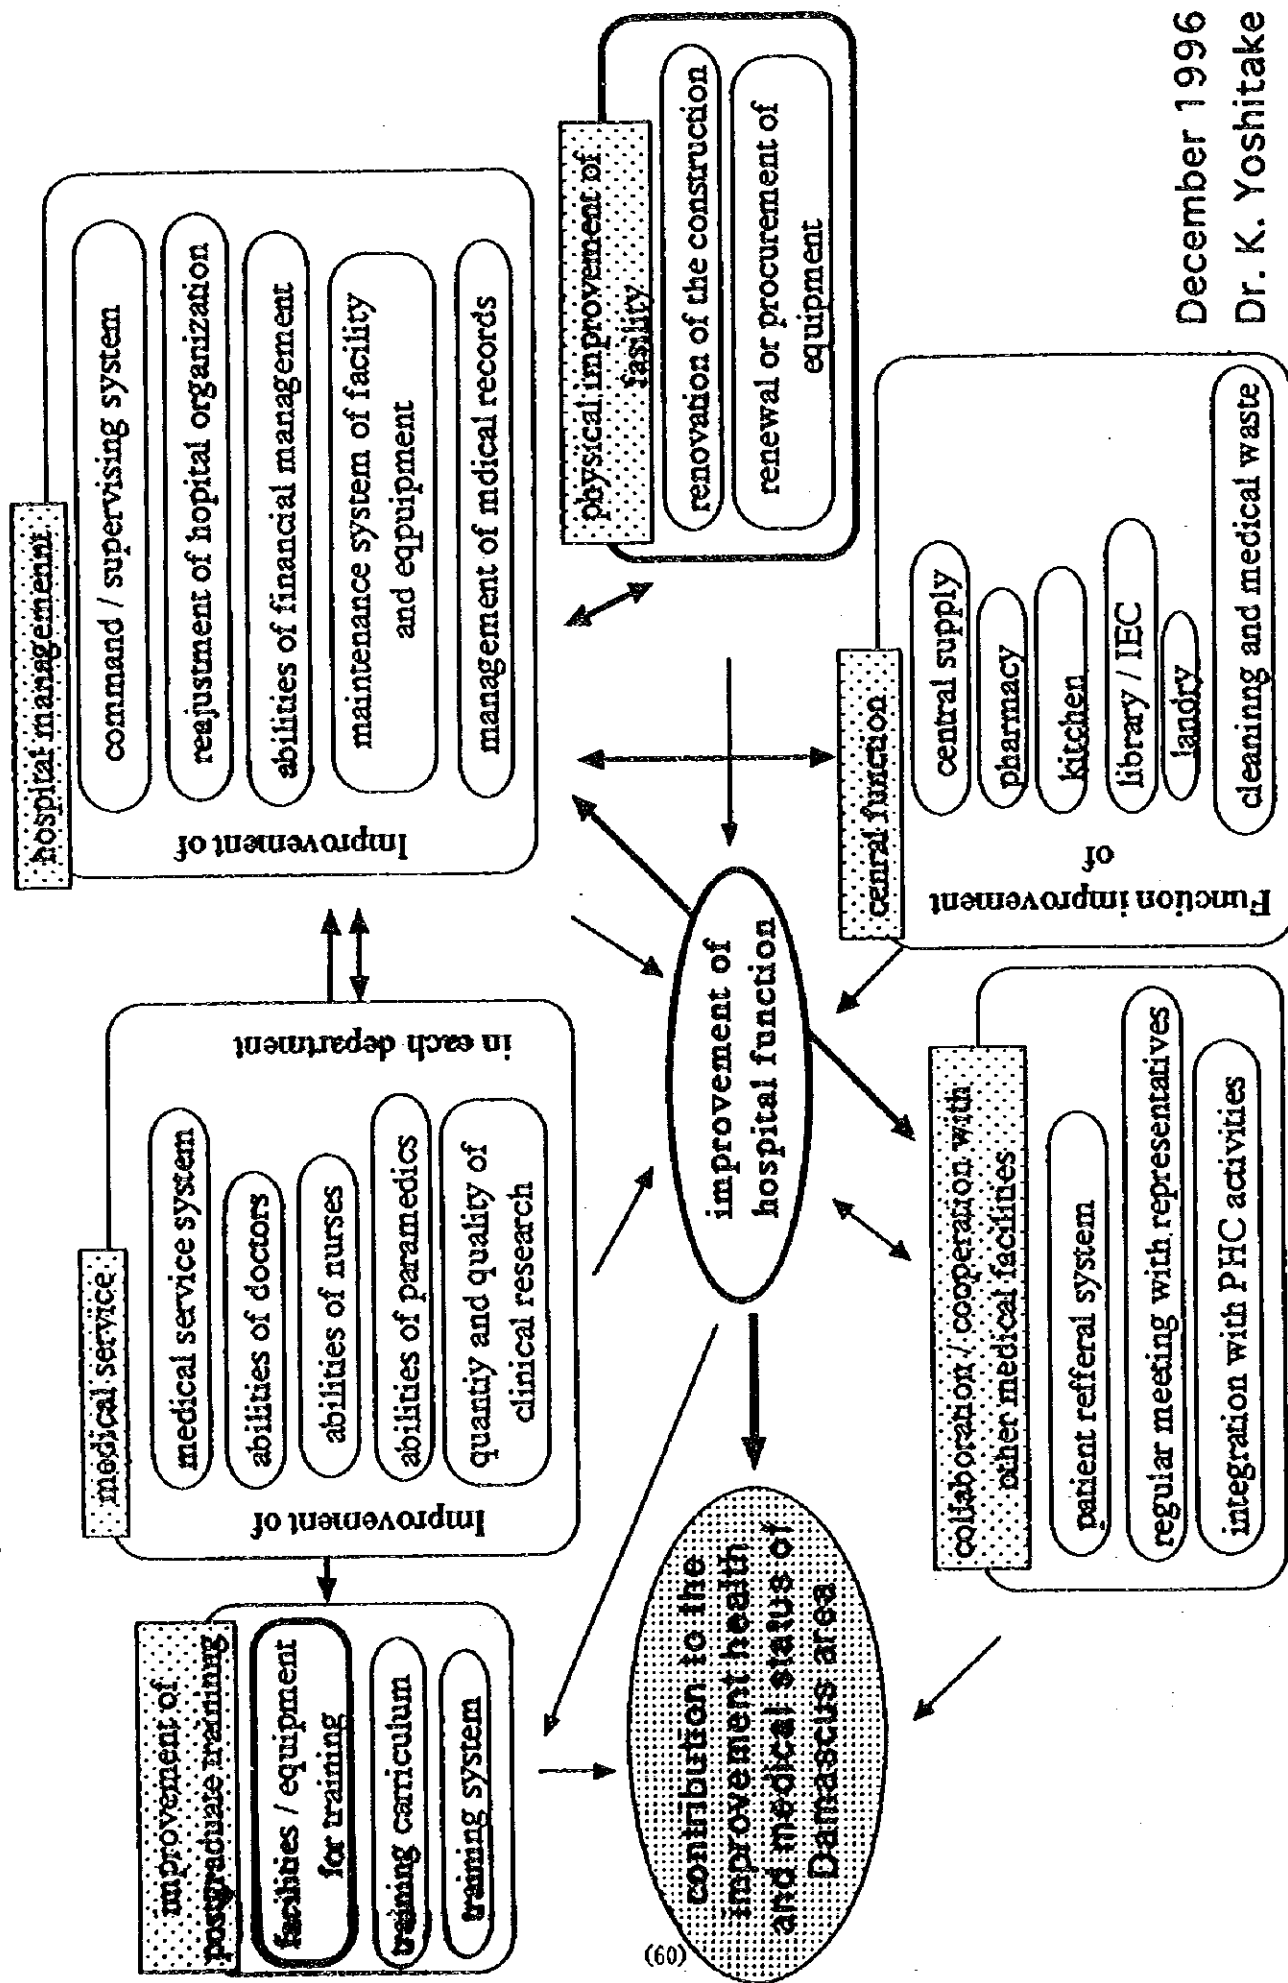 improvement of
postgraduate training
facilities / equipment
for training
training carriculum
training system
medical service
Improvement of
medical service system
abilities of doctors
abilities of nurses
abilities of paramedics
quantiy and quality of
clinical research
in each department
hospital managemennt
Improvement of
command / supervising system
reajustment of hopital organization
abilities of financial management
maintenance system of facility
and eqpuipment
management of mdical records
physical improvement of
fasility
renovation of the construction
renewal or procurement of
equipment
improvement of
hospital function
contribution to the
improvement health
and medical status of
Damascus area
collaboration / cooperation with
other medical facilities
patient refferal system
regular meeting with representatives
integration with PHC activities
cenral function
Function improvement
of
central supply
pharmacy
kitchen
library / IEC
landry
cleaninng and medical waste
December 1996
Dr. K. Yoshitake
(60)